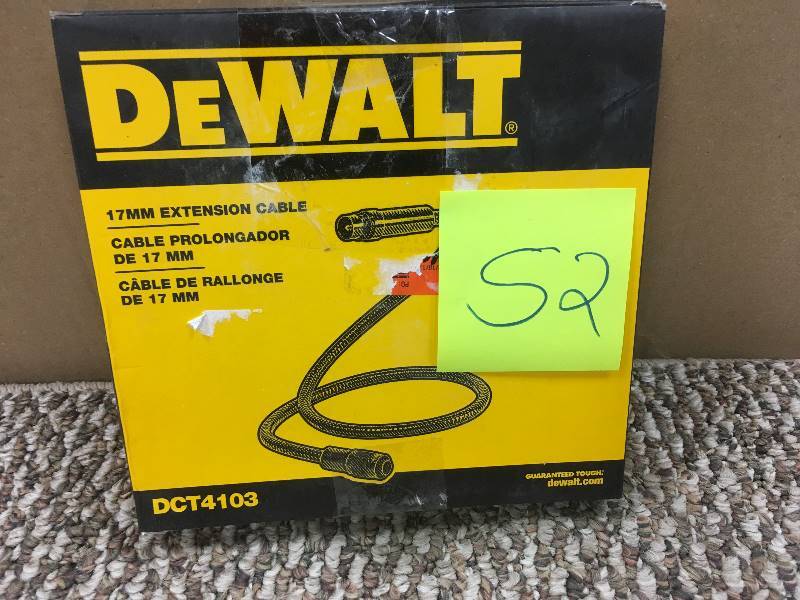 DEWALT®
17MM EXTENSION CABLE
CABLE PROLONGADOR
DE 17 MM
CÂBLE DE RALLONGE
DE 17 MM
S2
GUARANTEED TOUGH.®
dewalt.com
DCT4103